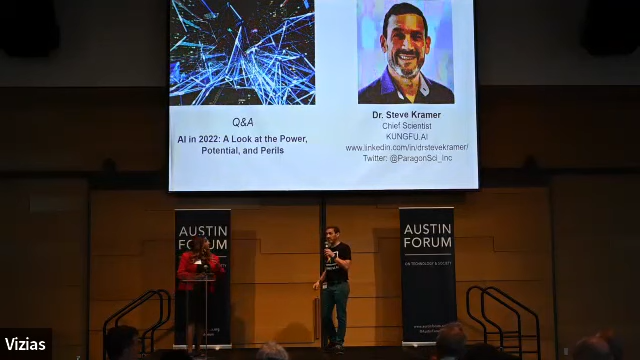 Q&A
AI in 2022: A Look at the Power,
Potential, and Perils
Dr. Steve Kramer
Chief Scientist
KUNGFU.AI
www.linkedin.com/in/drstevekramer/
Twitter: @ParagonSci_Inc
AUSTIN
FORUM
AUSTIN
FORUM
ON TECHNOLOGY & SOCIETY
Vizias